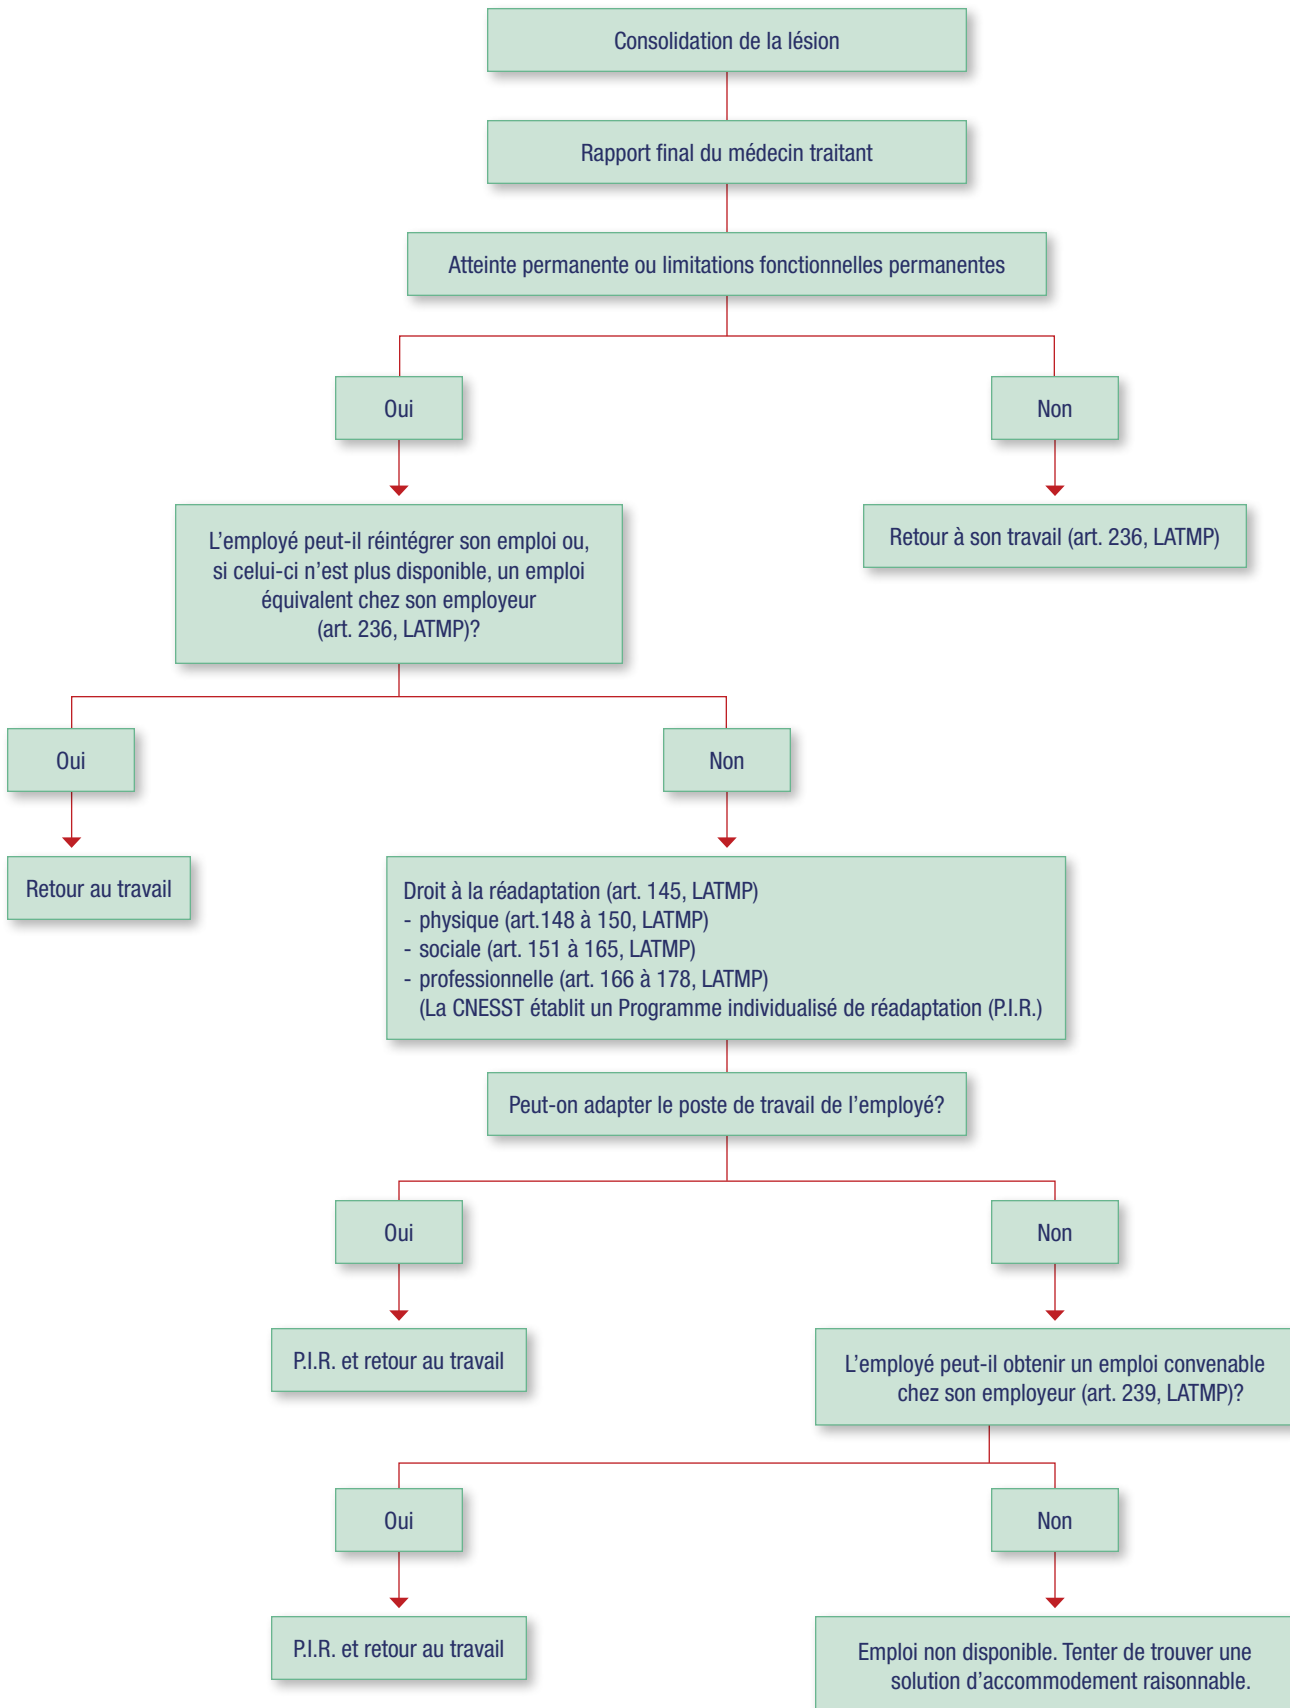 Consolidation de la lésion
Rapport final du médecin traitant
Atteinte permanente ou limitations fonctionnelles permanentes
Oui
Non
L'employé peut-il réintégrer son emploi ou,
si celui-ci n'est plus disponible, un emploi
équivalent chez son employeur
(art. 236, LATMP)?
Retour à son travail (art. 236, LATMP)
Oui
Non
Retour au travail
Droit à la réadaptation (art. 145, LATMP)
- physique (art.148 à 150, LATMP)
- sociale (art. 151 à 165, LATMP)
- professionnelle (art. 166 à 178, LATMP)
(La CNESST établit un Programme individualisé de réadaptation (P.I.R.)
Peut-on adapter le poste de travail de l'employé?
Oui
Non
P.I.R. et retour au travail
L'employé peut-il obtenir un emploi convenable
chez son employeur (art. 239, LATMP)?
Oui
Non
P.I.R. et retour au travail
Emploi non disponible. Tenter de trouver une
solution d'accommodement raisonnable.